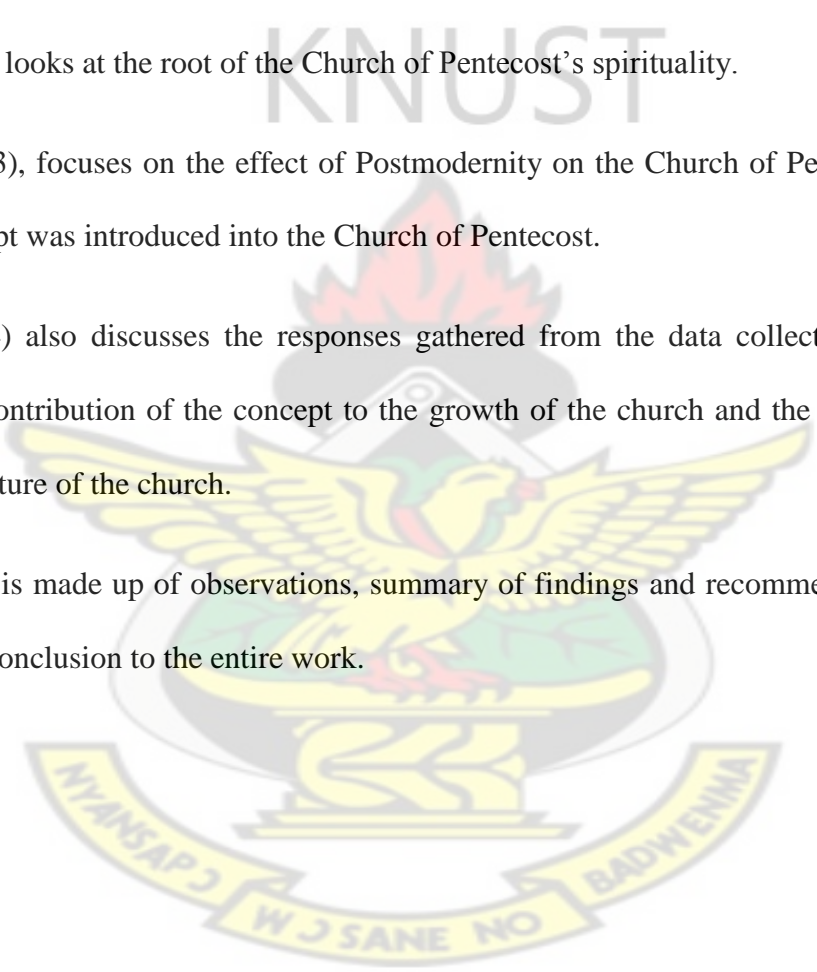 KNUST
looks at the root of the Church of Pentecost’s spirituality.
3), focuses on the effect of Postmodernity on the Church of Pe
pt was introduced into the Church of Pentecost.
) also discusses the responses gathered from the data collect
ontribution of the concept to the growth of the church and the
ture of the church.
is made up of observations, summary of findings and recomme
onclusion to the entire work.
NYANSAPƆ
WƆSANE NO
BADWENMA